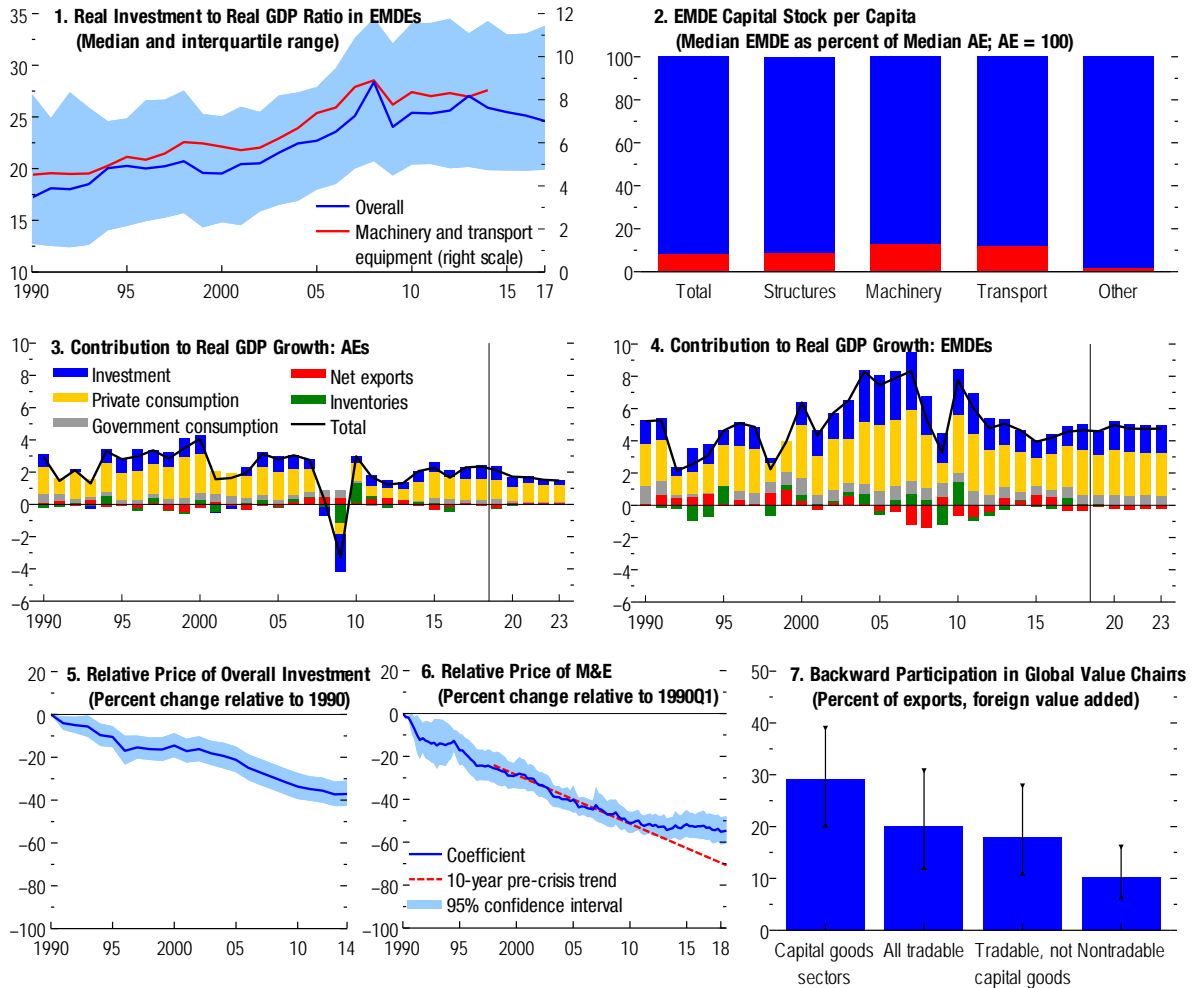 1. Real Investment to Real GDP Ratio in EMDEs
(Median and interquartile range)
35
30
25
20
15
10
12
10
8
6
4
2
0
Overall
Machinery and transport
equipment (right scale)
1990 95 2000 05 10 15 17
2. EMDE Capital Stock per Capita
(Median EMDE as percent of Median AE; AE = 100)
100
80
60
40
20
0
Total Structures Machinery Transport Other
3. Contribution to Real GDP Growth: AEs
10
8
6
4
2
0
−2
−4
−6
Investment
Private consumption
Government consumption
Net exports
Inventories
Total
1990 95 2000 05 10 15 20 23
4. Contribution to Real GDP Growth: EMDEs
10
8
6
4
2
0
−2
−4
−6
1990 95 2000 05 10 15 20 23
5. Relative Price of Overall Investment
(Percent change relative to 1990)
20
0
−20
−40
−60
−80
−100
1990 95 2000 05 10 14
6. Relative Price of M&E
(Percent change relative to 1990Q1)
20
0
−20
−40
−60
−80
−100
Coefficient
10-year pre-crisis trend
95% confidence interval
1990 95 2000 05 10 15 18
7. Backward Participation in Global Value Chains
(Percent of exports, foreign value added)
50
40
30
20
10
0
Capital goods
sectors
All tradable
Tradable, not
capital goods
Nontradable